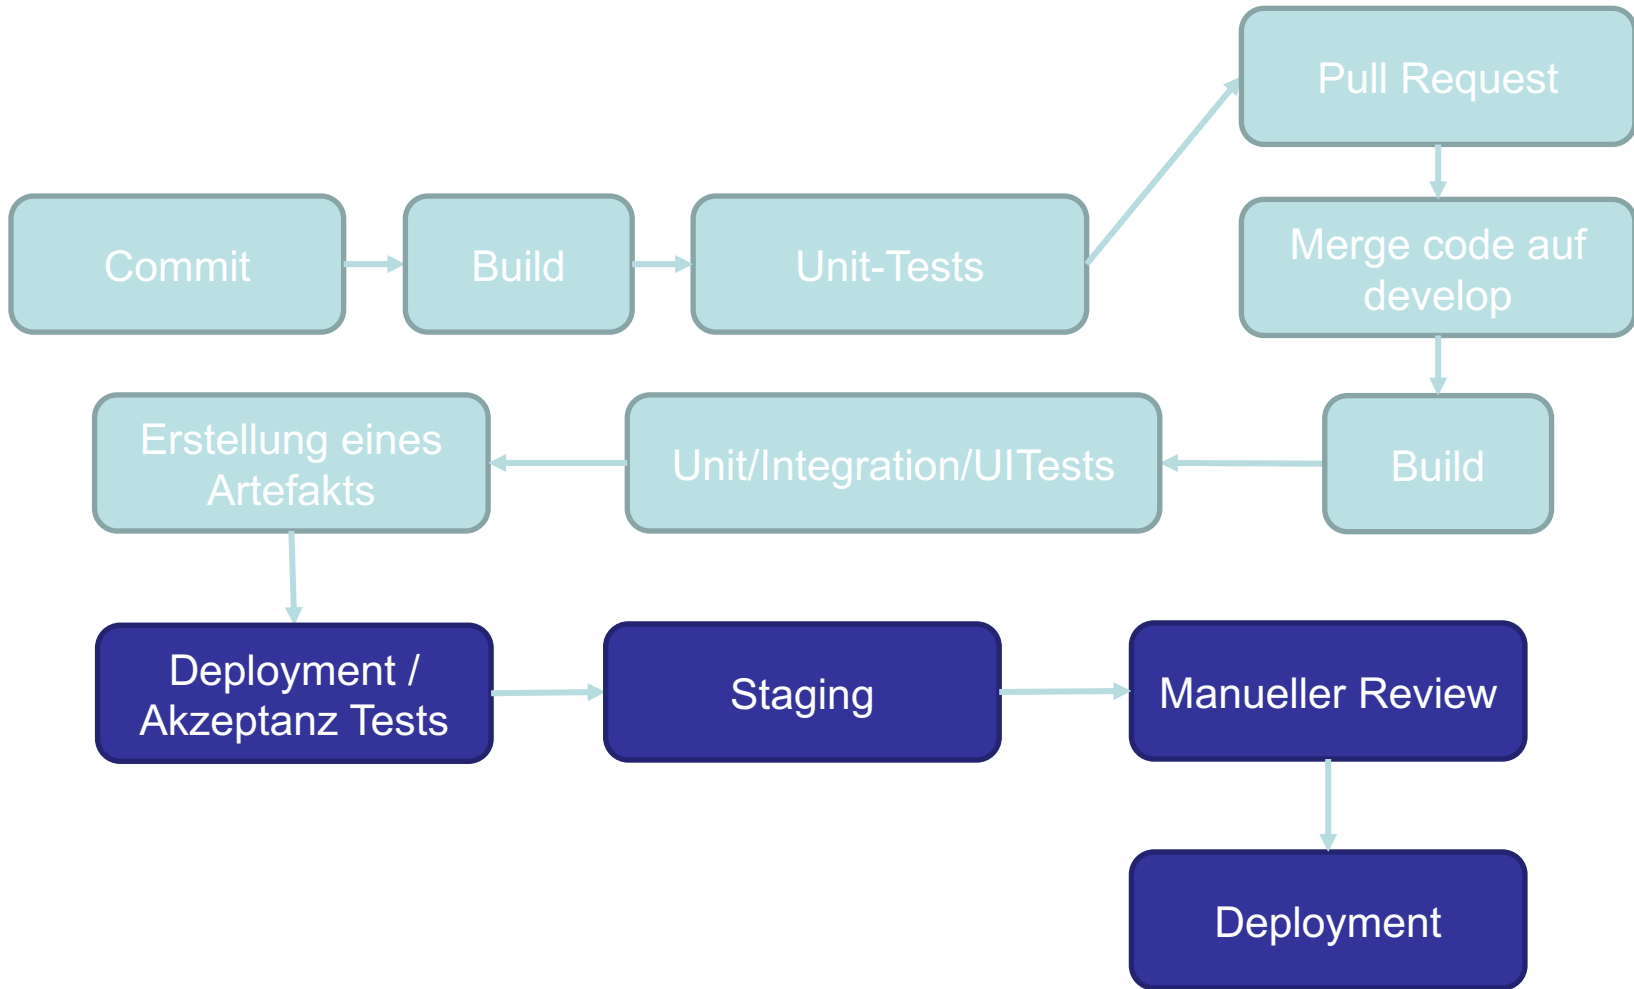 Commit
Build
Unit-Tests
Pull Request
Merge code auf
develop
Build
Unit/Integration/UITests
Erstellung eines
Artefakts
Deployment /
Akzeptanz Tests
Staging
Manueller Review
Deployment